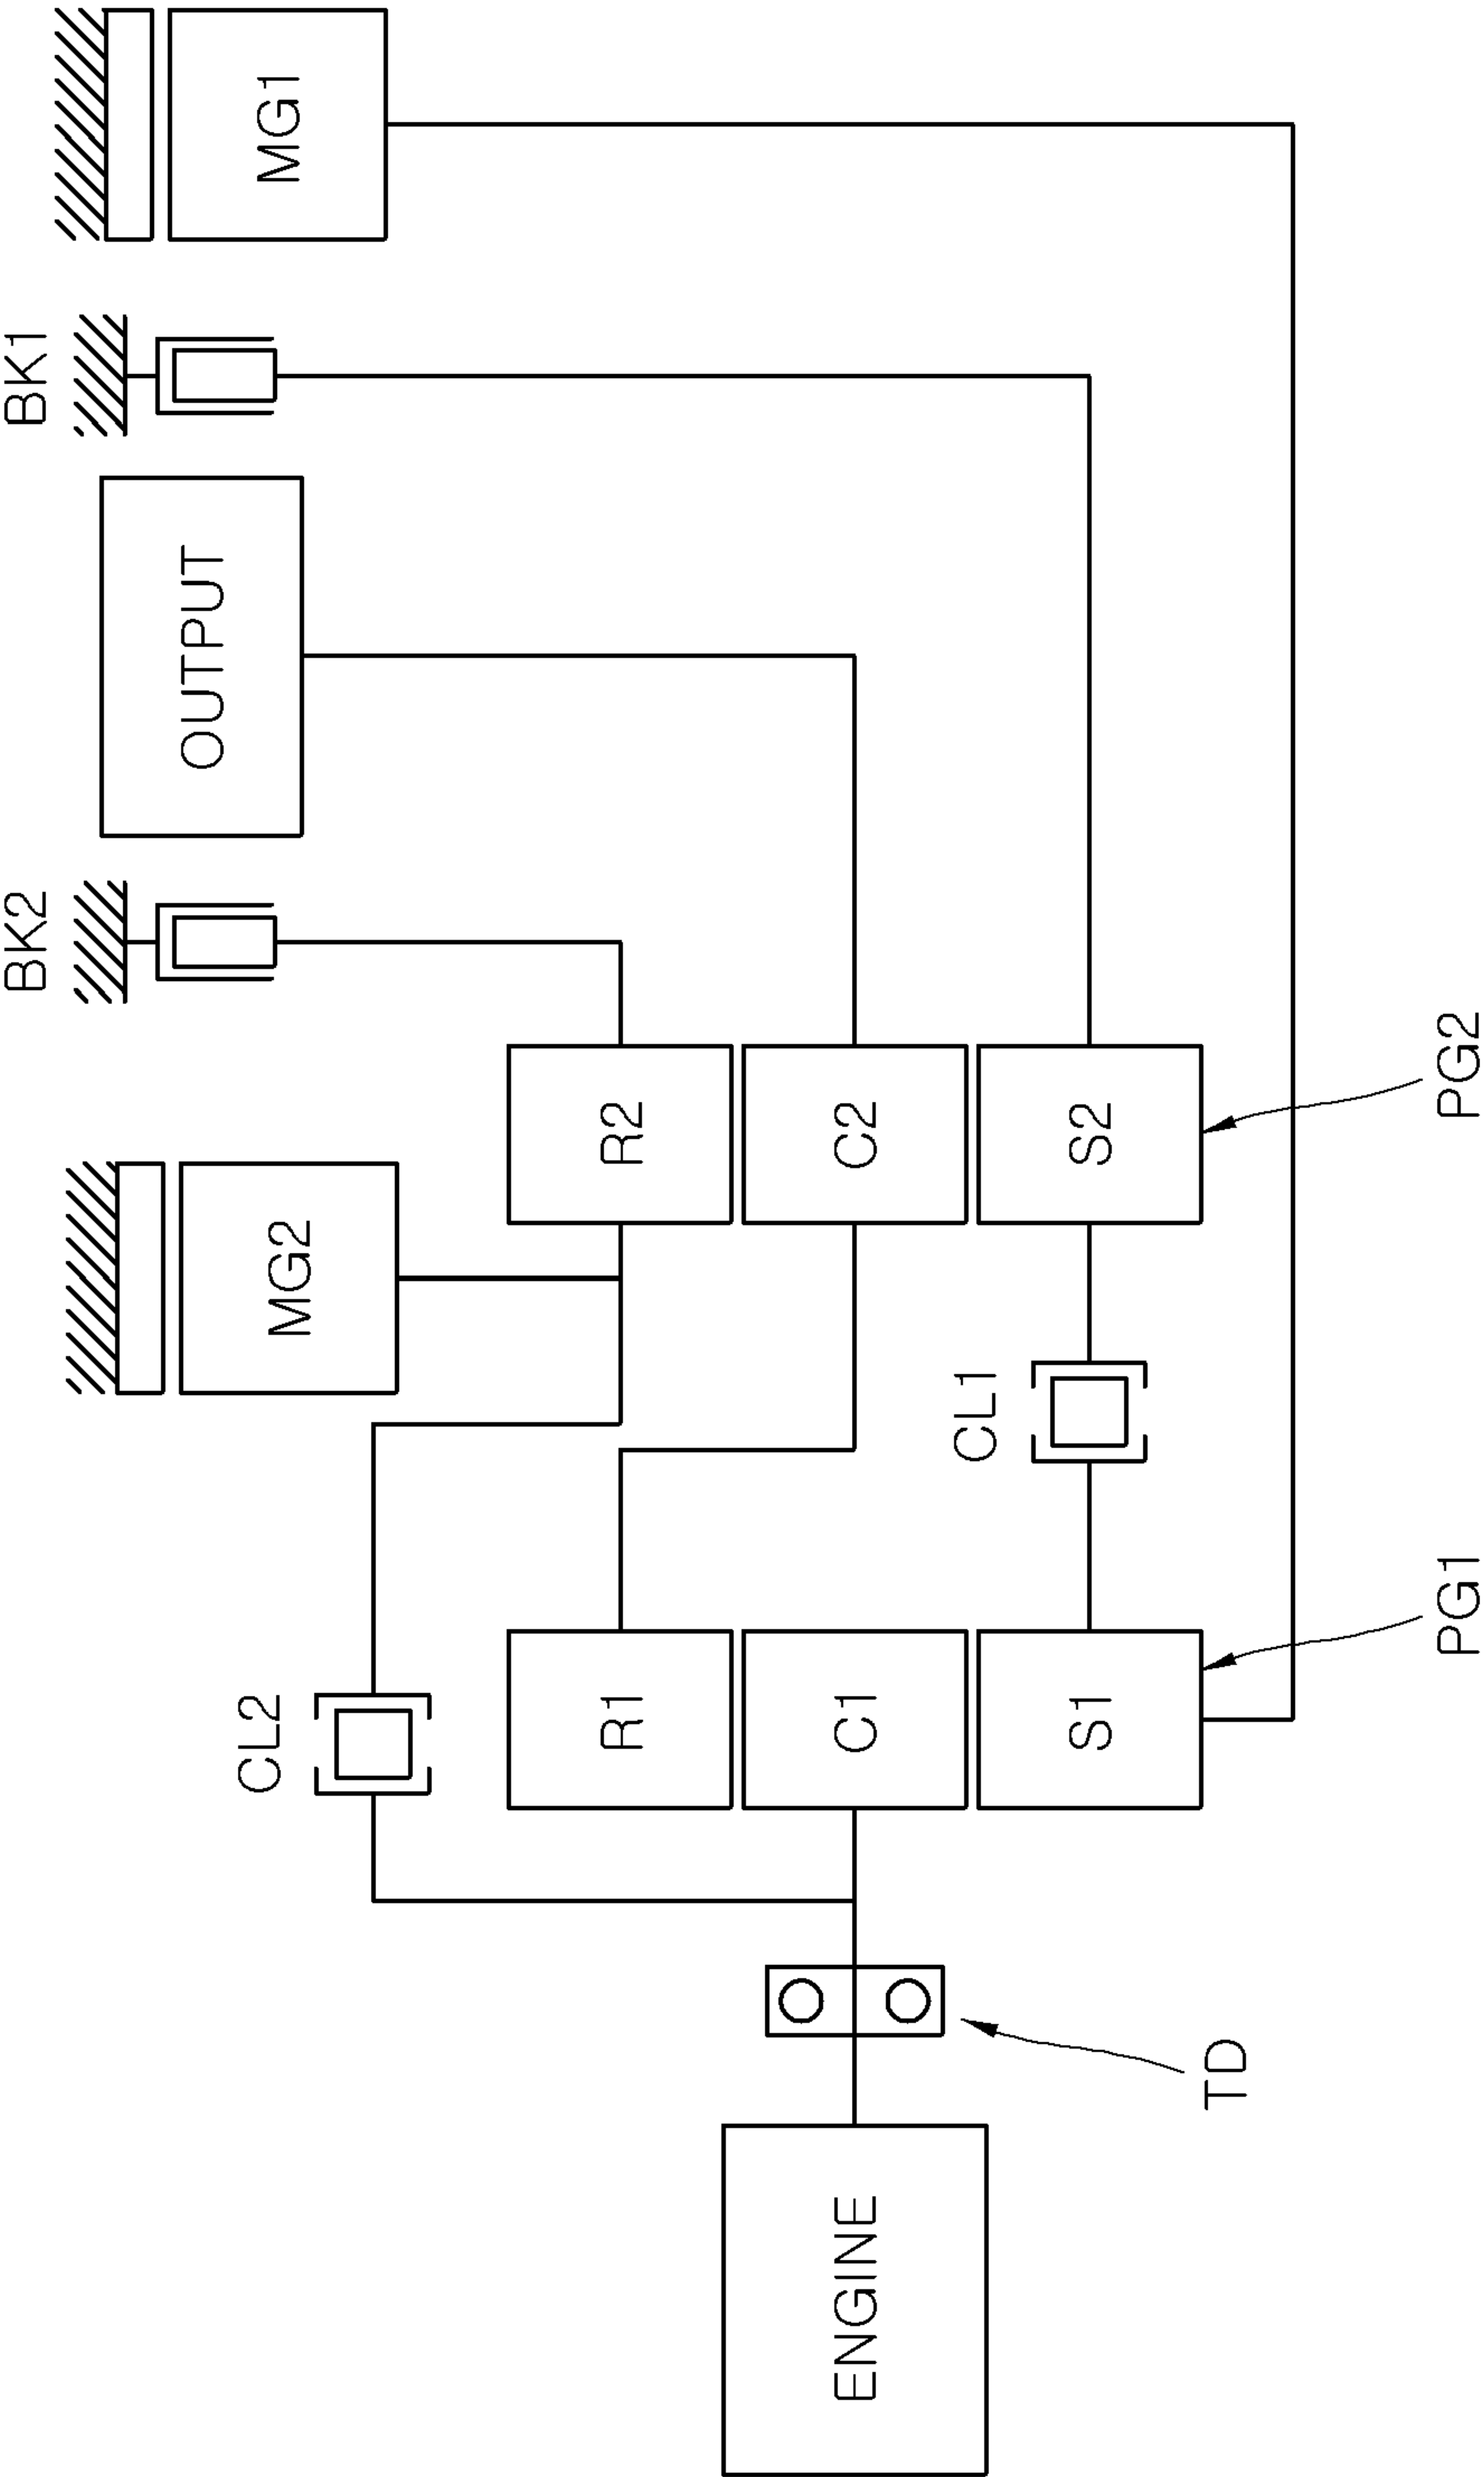 BK2
BK1
CL2
MG2
OUTPUT
MG1
R1
R2
ENGINE
C1
C2
CL1
S1
S2
TD
PG1
PG2